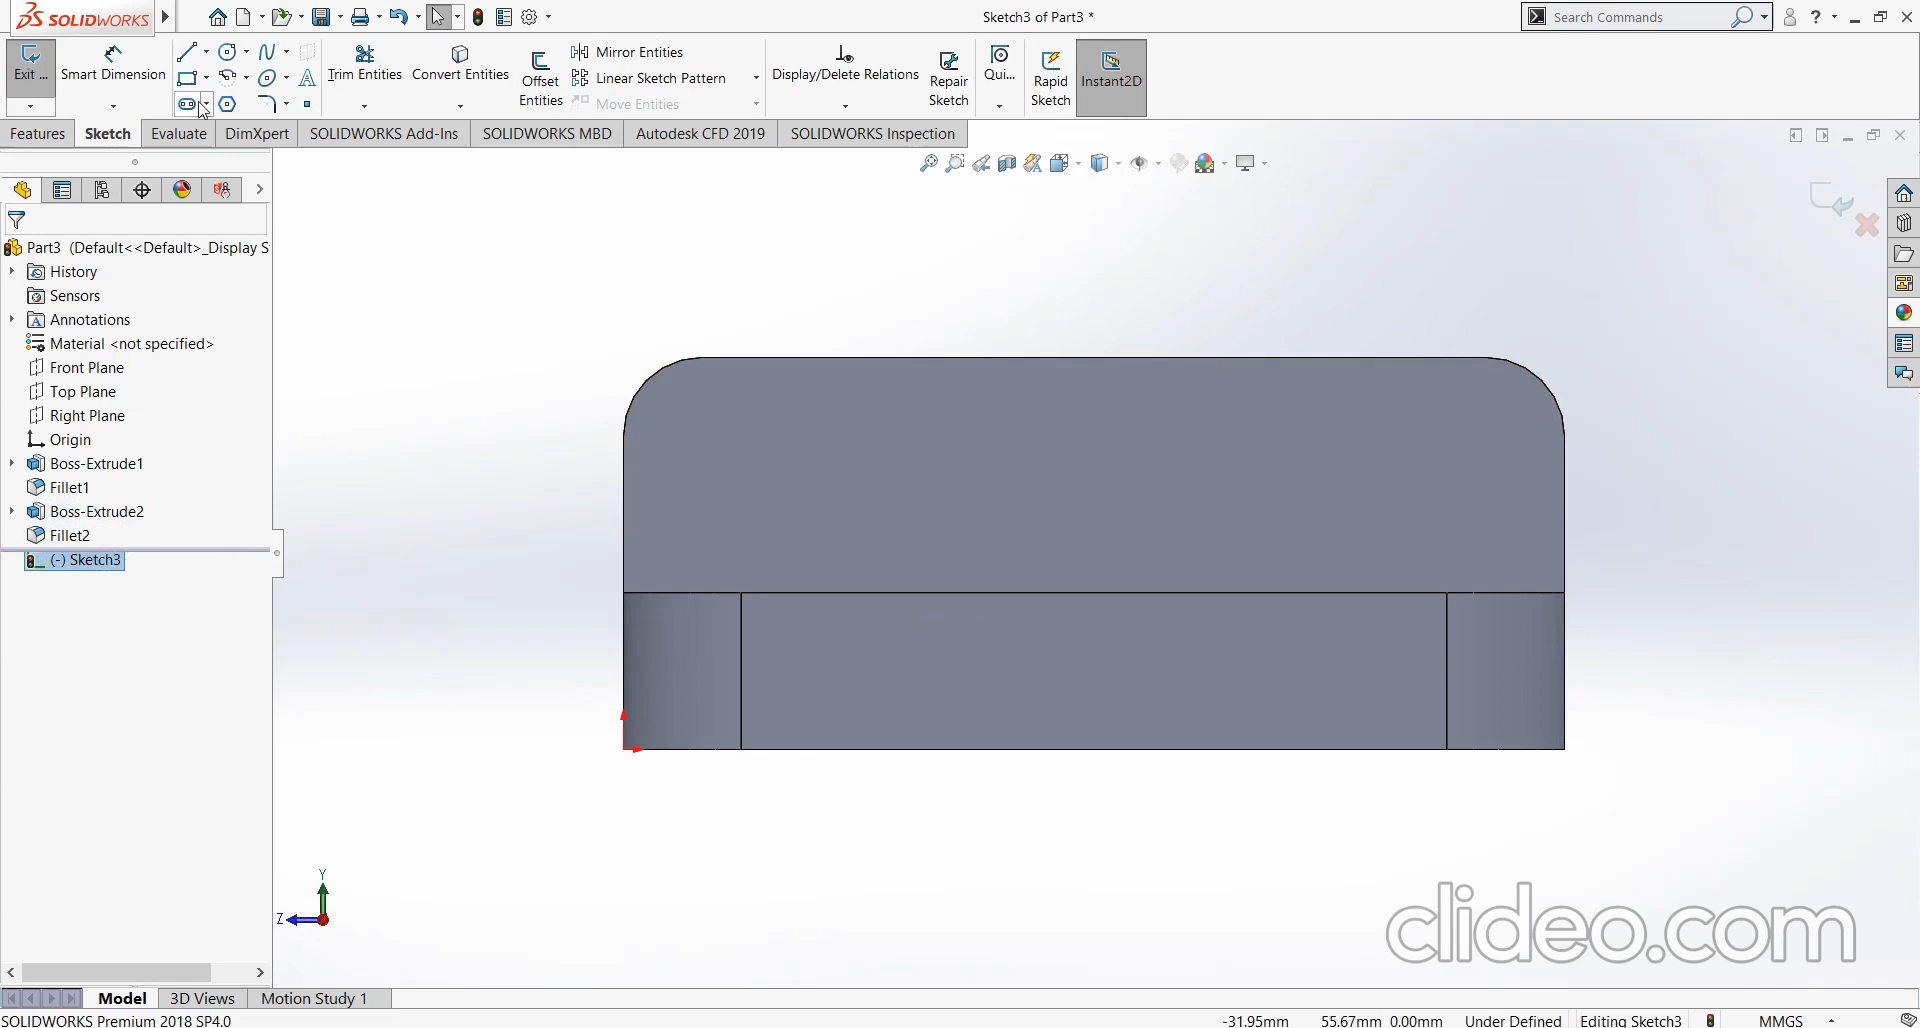 SOLIDWORKS
Sketch3 of Part3 *
Search Commands
?
Exit ...
Smart Dimension
Trim Entities
Convert Entities
Offset
Entities
Mirror Entities
Linear Sketch Pattern
Move Entities
Display/Delete Relations
Repair
Sketch
Qui...
Rapid
Sketch
Instant2D
Features
Sketch
Evaluate
DimXpert
SOLIDWORKS Add-Ins
SOLIDWORKS MBD
Autodesk CFD 2019
SOLIDWORKS Inspection
Part3 (Default<<Default>_Display S
History
Sensors
Annotations
Material <not specified>
Front Plane
Top Plane
Right Plane
Origin
Boss-Extrude1
Fillet1
Boss-Extrude2
Fillet2
(-) Sketch3
Y
Z
clideo.com
Model
3D Views
Motion Study 1
SOLIDWORKS Premium 2018 SP4.0
-31.95mm
55.67mm
0.00mm
Under Defined
Editing Sketch3
MMGS